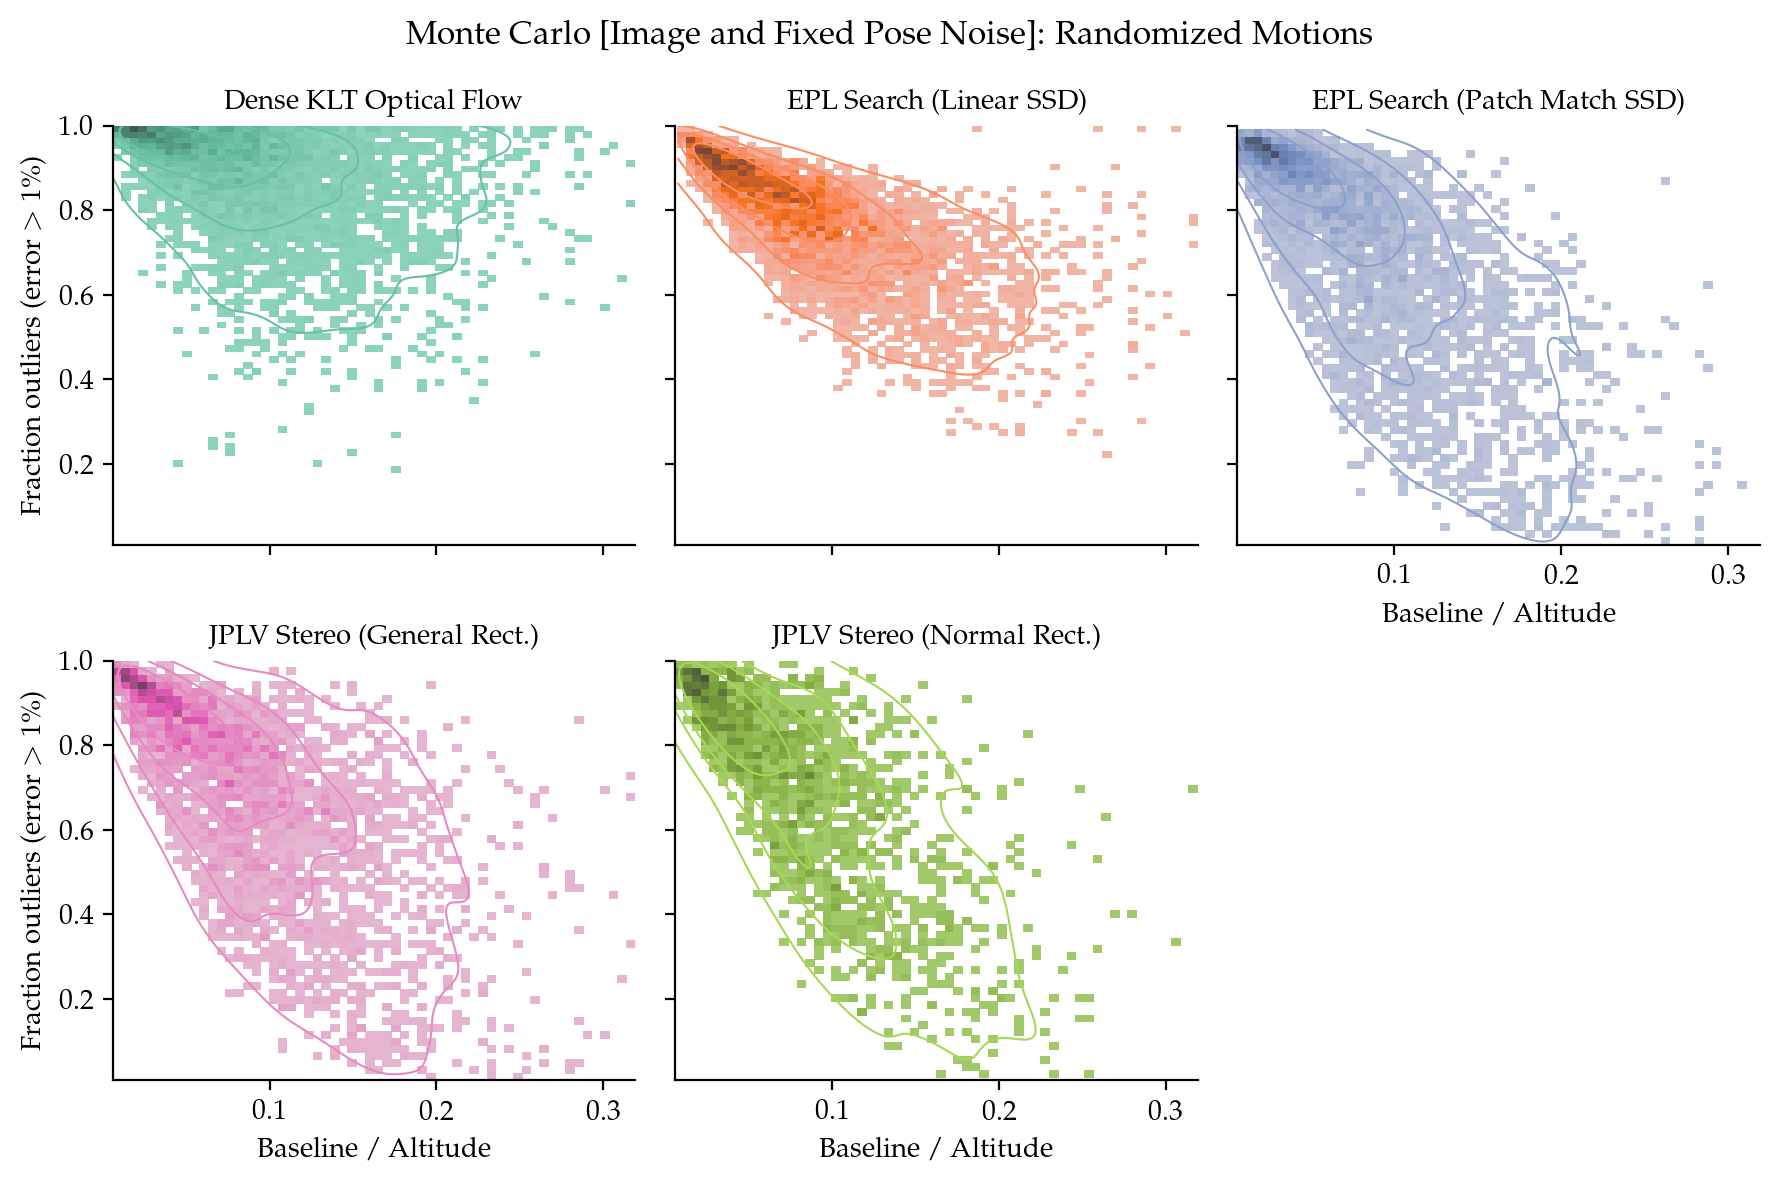 Monte Carlo [Image and Fixed Pose Noise]: Randomized Motions
Dense KLT Optical Flow
EPL Search (Linear SSD)
EPL Search (Patch Match SSD)
1.0
0.8
0.6
0.4
0.2
Fraction outliers (error > 1%)
0.1 0.2 0.3
Baseline / Altitude
JPLV Stereo (General Rect.)
JPLV Stereo (Normal Rect.)
1.0
0.8
0.6
0.4
0.2
Fraction outliers (error > 1%)
0.1 0.2 0.3
Baseline / Altitude
0.1 0.2 0.3
Baseline / Altitude